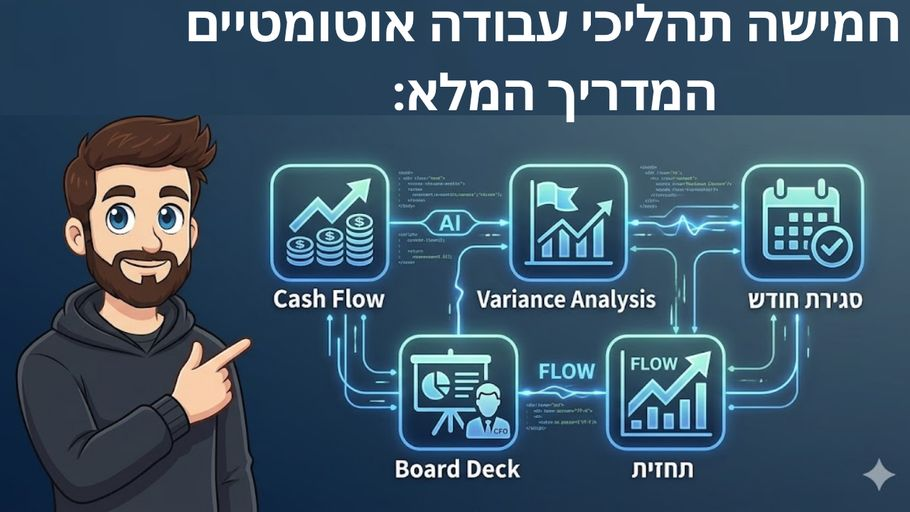 חמישה תהליכי עבודה אוטומטיים
המדריך המלא:
AI
Cash Flow
Variance Analysis
סגירת חודש
FLOW
FLOW
CFO
Board Deck
תחזית